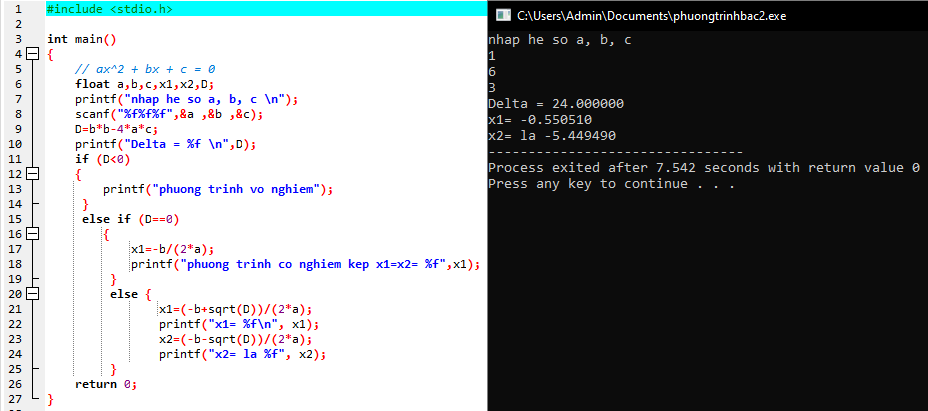 1 #include <stdio.h>
2
3 int main()
4 {
5 // ax^2 + bx + c = 0
6 float a,b,c,x1,x2,D;
7 printf("nhap he so a, b, c \n");
8 scanf("%f%f%f",&a ,&b ,&c);
9 D=b*b-4*a*c;
10 printf("Delta = %f \n",D);
11 if (D<0)
12 {
13 printf("phuong trinh vo nghiem");
14 }
15 else if (D==0)
16 {
17 x1=-b/(2*a);
18 printf("phuong trinh co nghiem kep x1=x2= %f",x1);
19 }
20 else {
21 x1=(-b+sqrt(D))/(2*a);
22 printf("x1= %f\n", x1);
23 x2=(-b-sqrt(D))/(2*a);
24 printf("x2= la %f", x2);
25 }
26 return 0;
27 }
C:\Users\Admin\Documents\phuongtrinhbac2.exe
nhap he so a, b, c
1
6
3
Delta = 24.000000
x1= -0.550510
x2= la -5.449490
--------------------------------
Process exited after 7.542 seconds with return value 0
Press any key to continue . . .